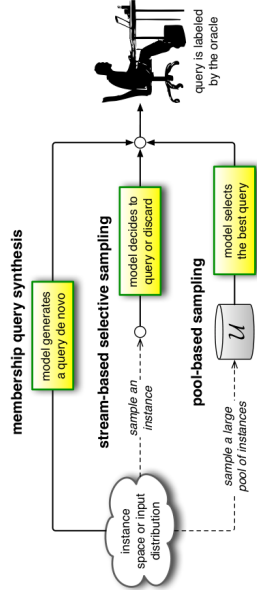 membership query synthesis
model generates
a query de novo
stream-based selective sampling
sample an
instance
model decides to
query or discard
pool-based sampling
sample a large
pool of instances
U
model selects
the best query
instance
space or input
distribution
query is labeled
by the oracle